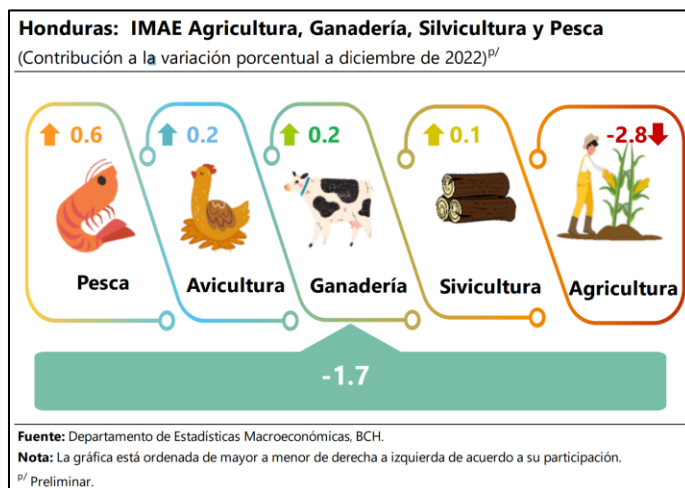 Honduras: IMAE Agricultura, Ganadería, Silvicultura y Pesca
(Contribución a la variación porcentual a diciembre de 2022)p/
0.6 0.2 0.2 0.1 -2.8
Pesca Avicultura Ganadería Sivicultura Agricultura
-1.7
Fuente: Departamento de Estadísticas Macroeconómicas, BCH.
Nota: La gráfica está ordenada de mayor a menor de derecha a izquierda de acuerdo a su participación.
p/ Preliminar.